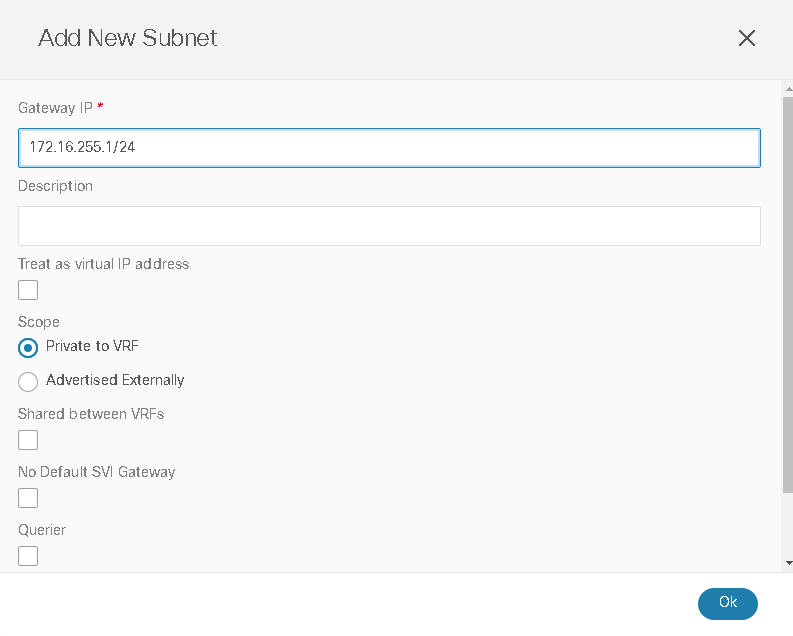 Add New Subnet
Gateway IP *
172.16.255.1/24
Description
Treat as virtual IP address
Scope
Private to VRF
Advertised Externally
Shared between VRFs
No Default SVI Gateway
Querier
Ok